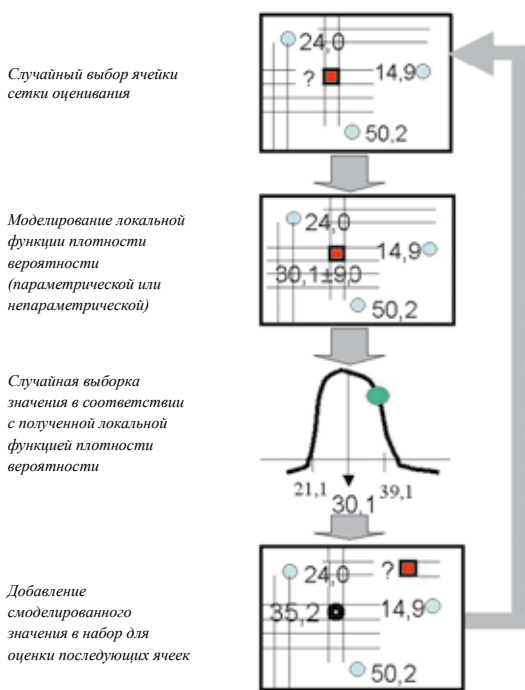 Случайный выбор ячейки
сетки оценивания
24,0
? 14,9
50,2
Моделирование локальной
функции плотности
вероятности
(параметрической или
непараметрической)
24,0
14,9
30,1±9,0
50,2
Случайная выборка
значения в соответствии
с полученной локальной
функцией плотности
вероятности
21,1 30,1 39,1
Добавление
смоделированного
значения в набор для
оценки последующих ячеек
24,0 ?
35,2 14,9
50,2